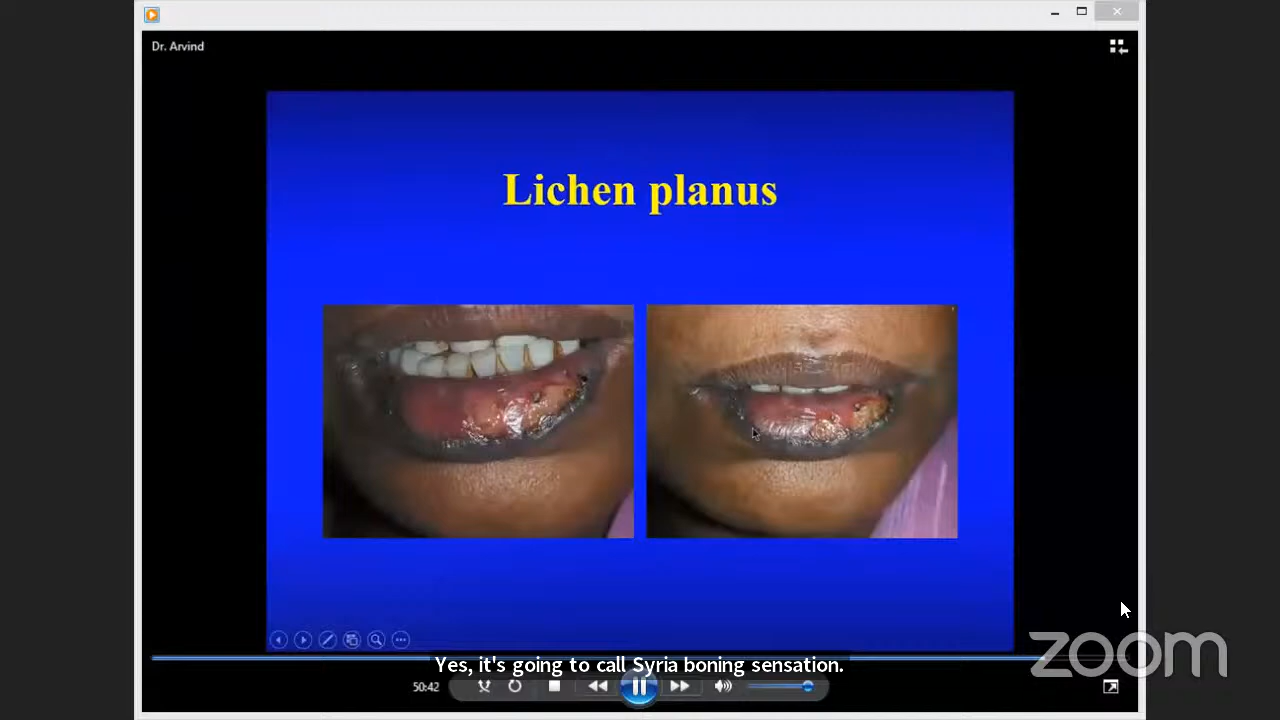 Dr. Arvind
Lichen planus
Yes, it's going to call Syria boning sensation.
50:42
zoom